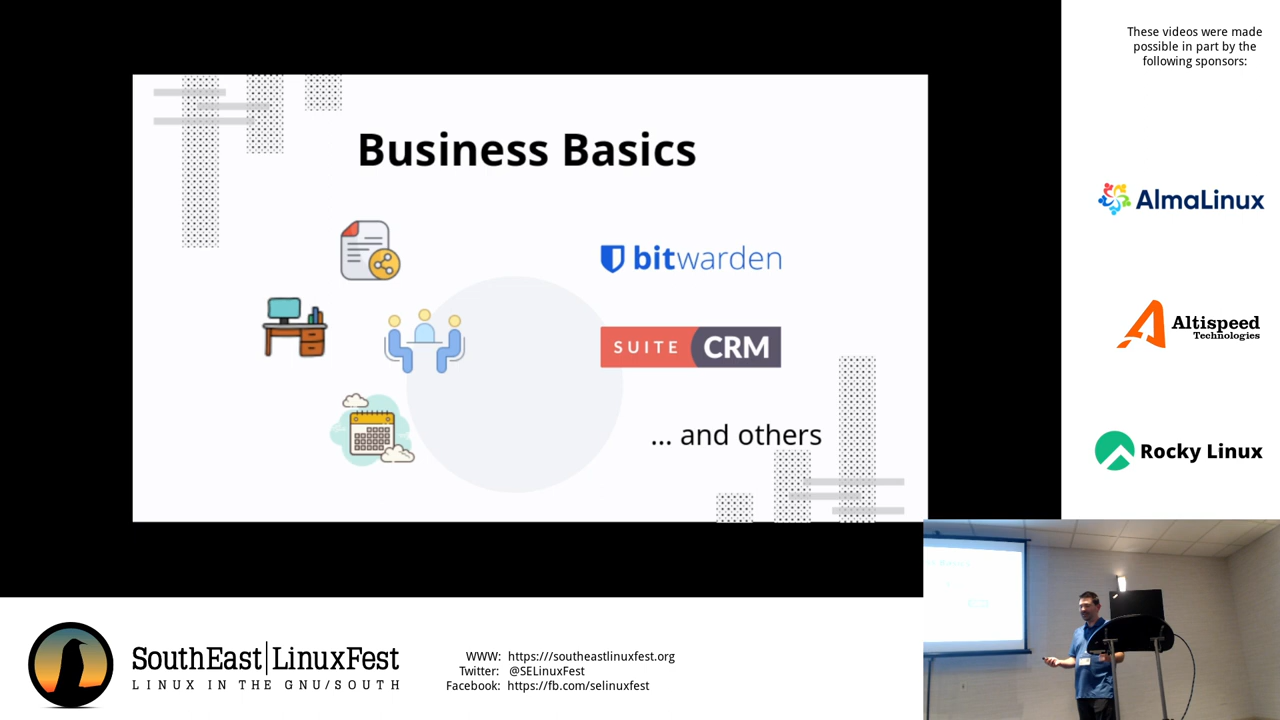 These videos were made
possible in part by the
following sponsors:
Business Basics
bitwarden
SUITE CRM
... and others
AlmaLinux
Altispeed
Technologies
Rocky Linux
SouthEast|LinuxFest
LINUX IN THE GNU/SOUTH
WWW: https:///southeastlinuxfest.org
Twitter: @SELinuxFest
Facebook: https://fb.com/selinuxfest